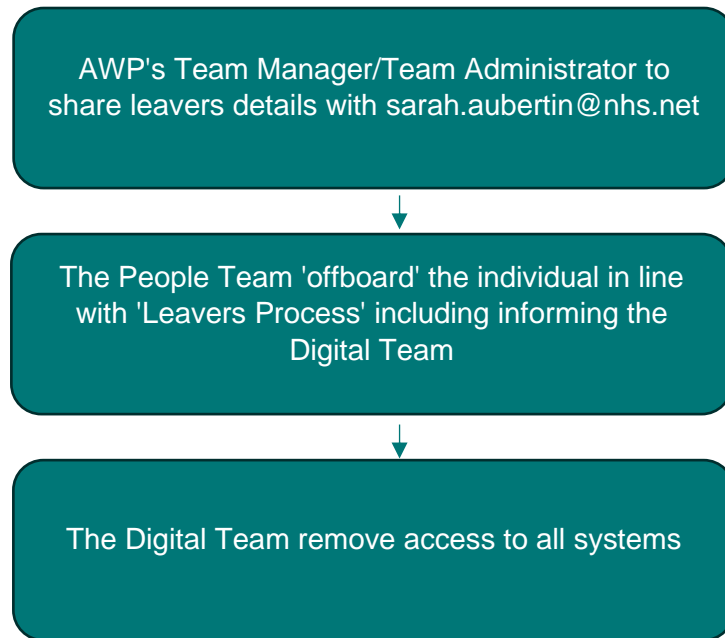 AWP's Team Manager/Team Administrator to
share leavers details with sarah.aubertin@nhs.net
The People Team 'offboard' the individual in line
with 'Leavers Process' including informing the
Digital Team
The Digital Team remove access to all systems